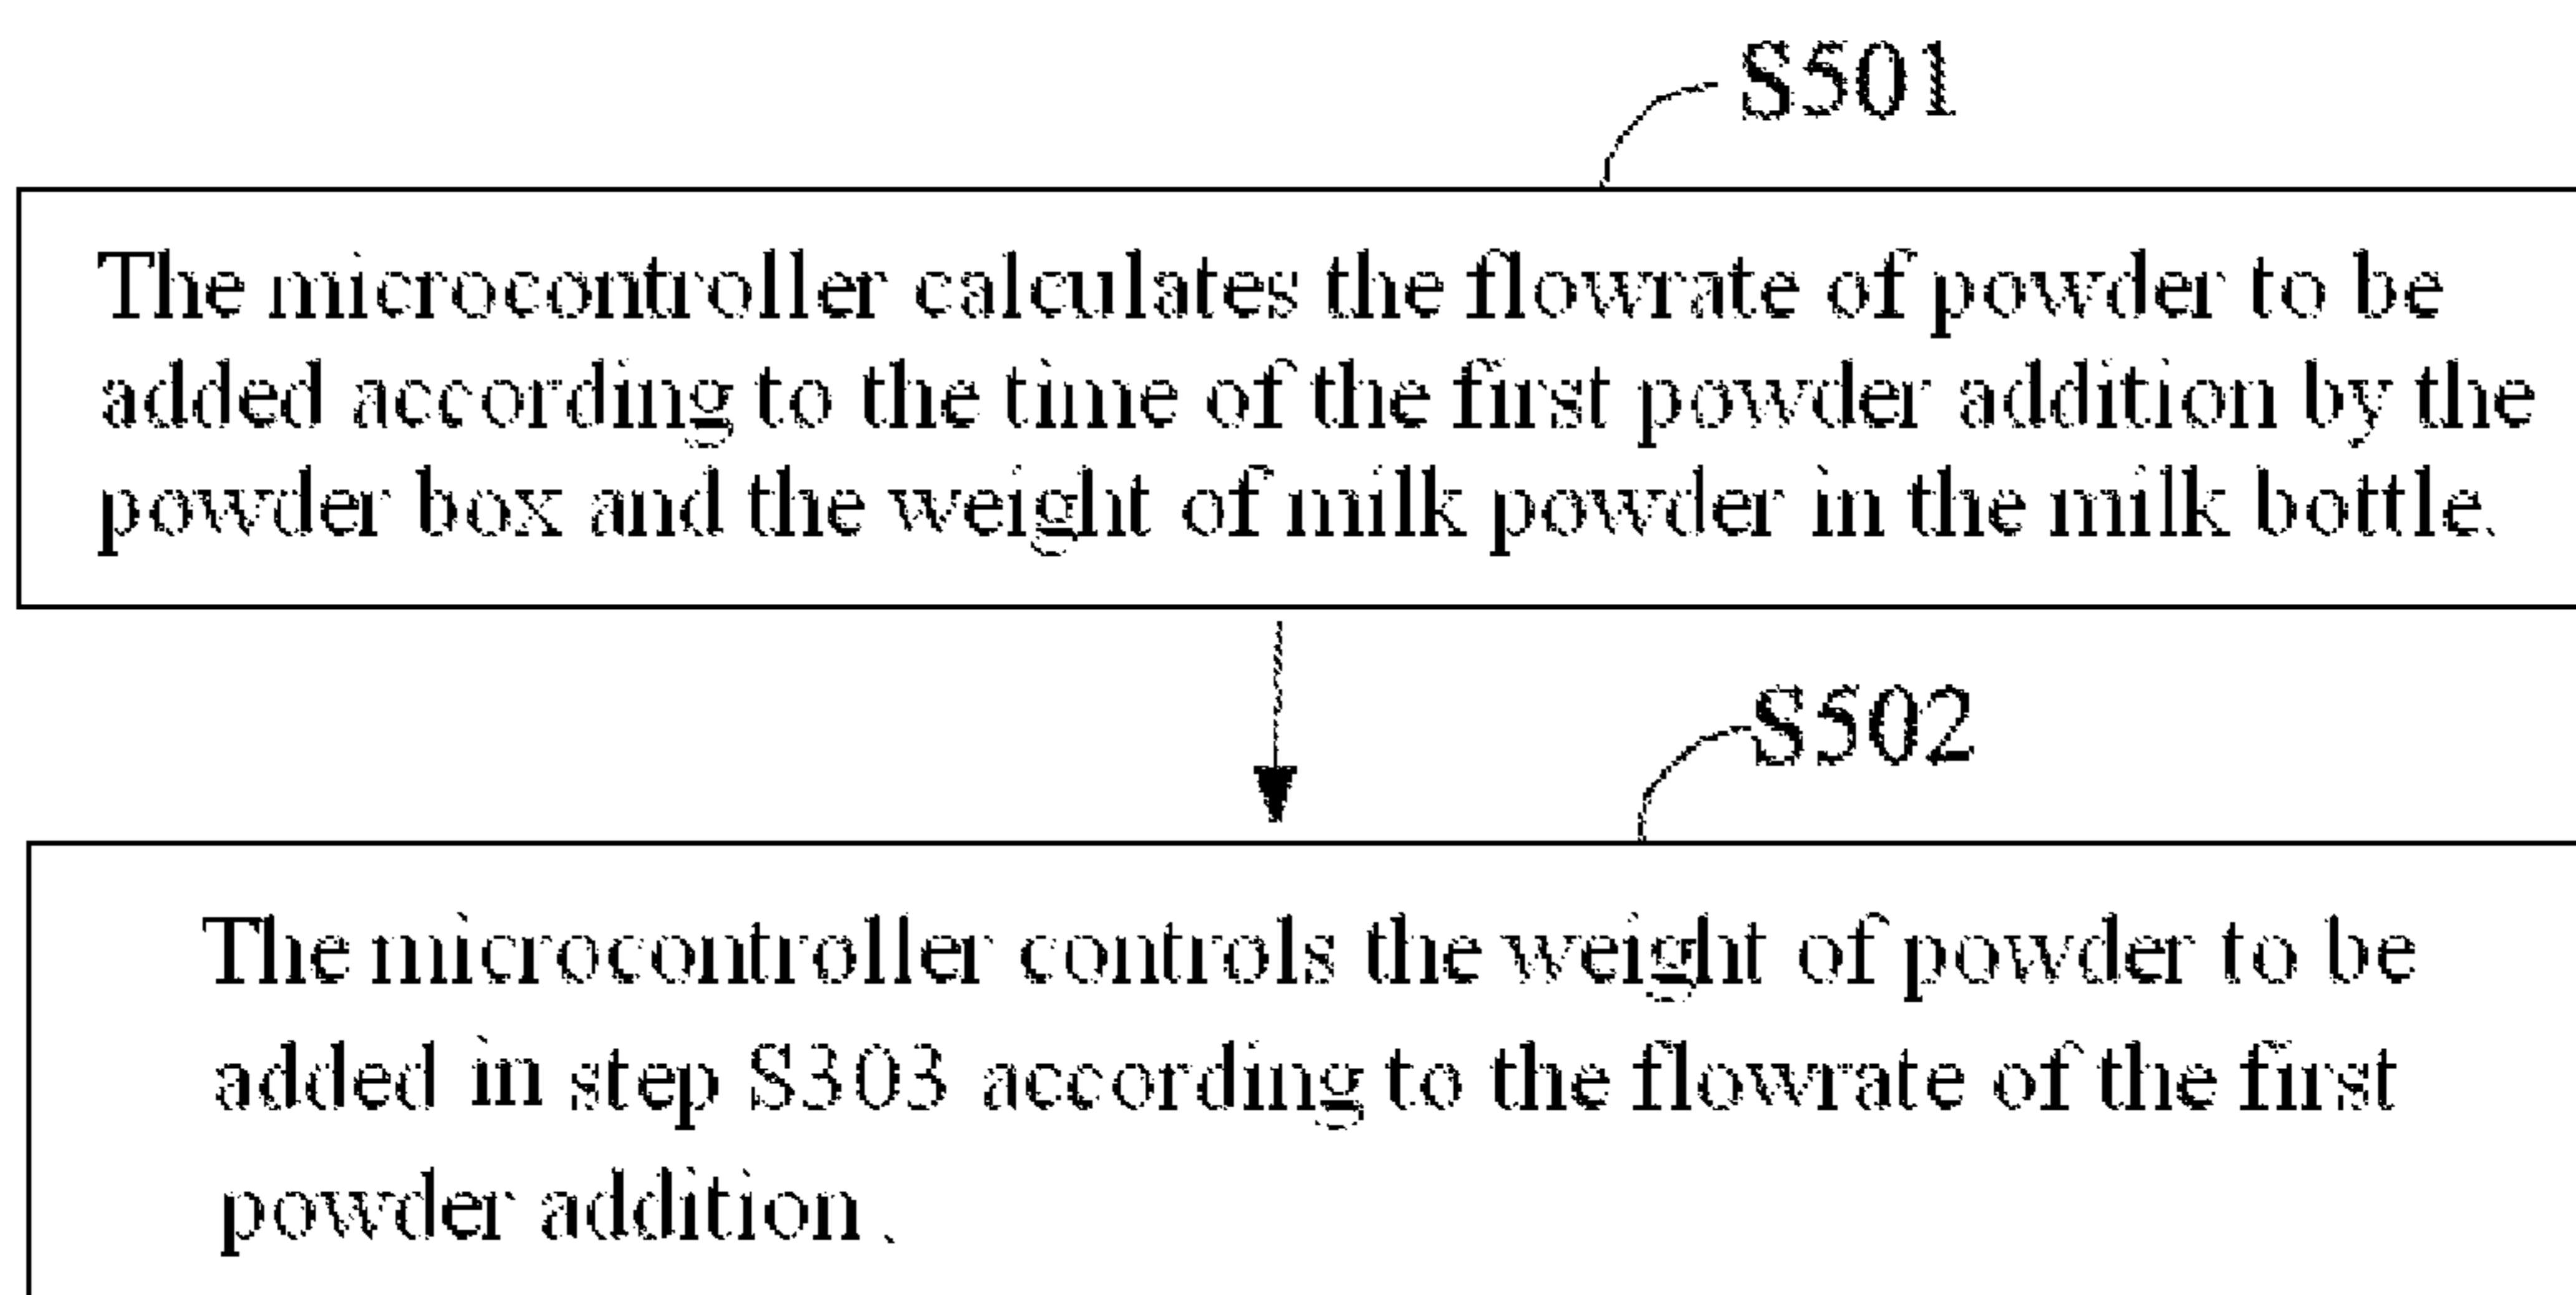 S501
The microcontroller calculates the flowrate of powder to be
added according to the time of the first powder addition by the
powder box and the weight of milk powder in the milk bottle.
S502
The microcontroller controls the weight of powder to be
added in step S303 according to the flowrate of the first
powder addition .